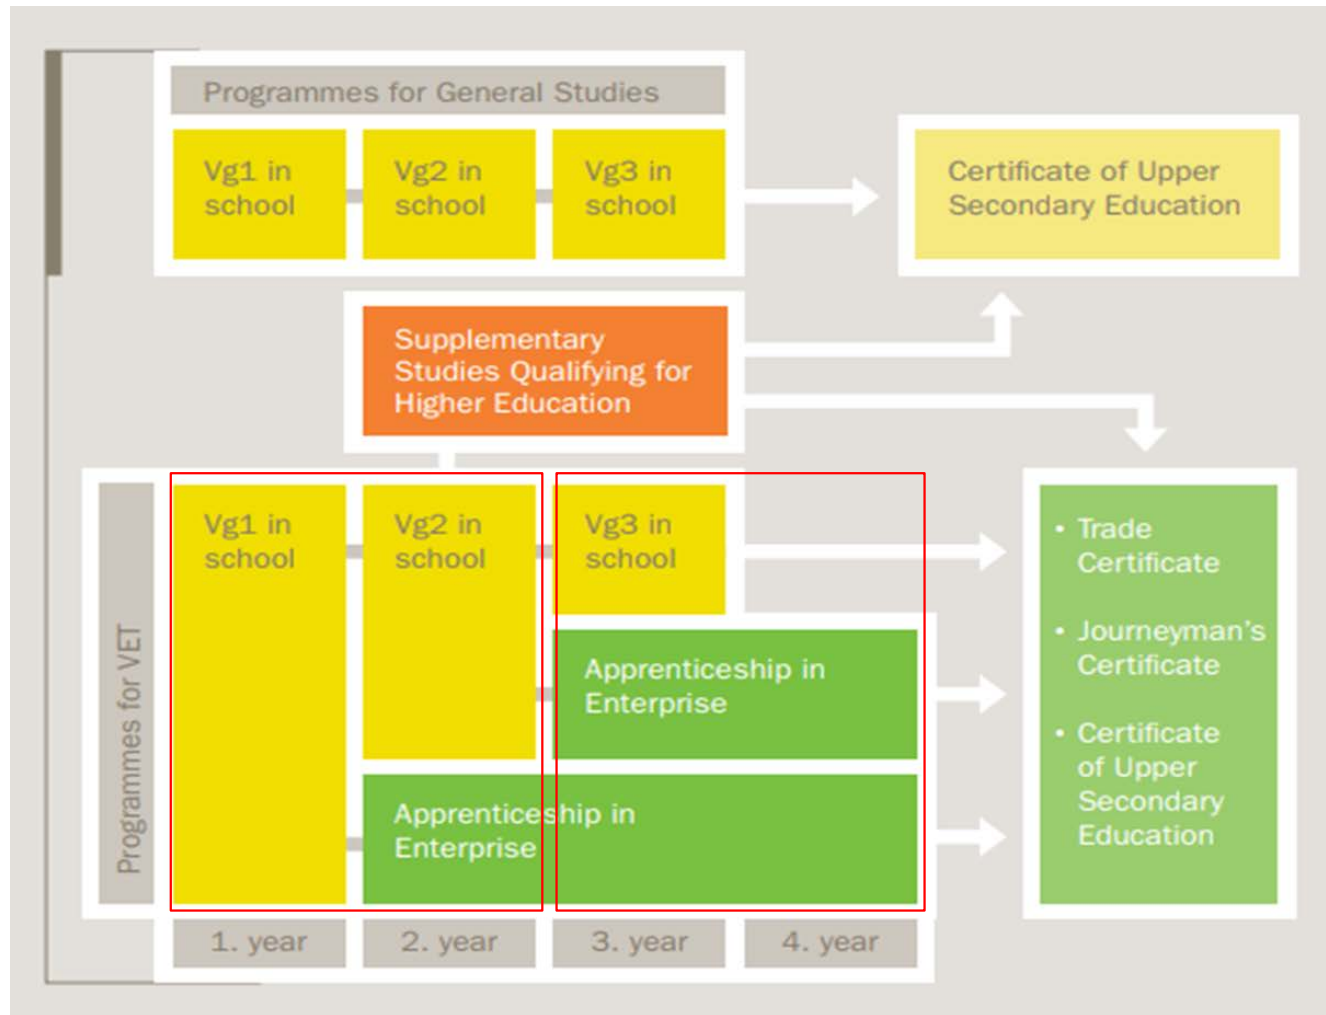 Programmes for General Studies
Vg1 in
school
Vg2 in
school
Vg3 in
school
Certificate of Upper
Secondary Education
Supplementary
Studies Qualifying for
Higher Education
Programmes for VET
Vg1 in
school
Vg2 in
school
Vg3 in
school
Apprenticeship in
Enterprise
Apprenticeship in
Enterprise
• Trade
Certificate
• Journeyman's
Certificate
• Certificate
of Upper
Secondary
Education
1. year
2. year
3. year
4. year